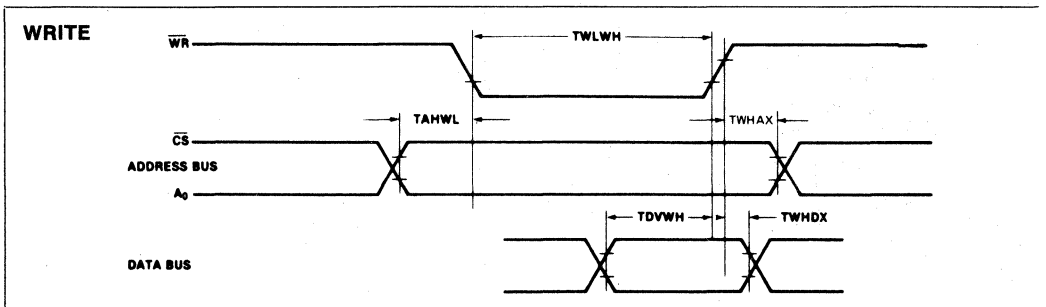 WRITE
WR
TWLWH
TAHWL
TWHAX
CS
ADDRESS BUS
A0
TDVWH
TWHDX
DATA BUS